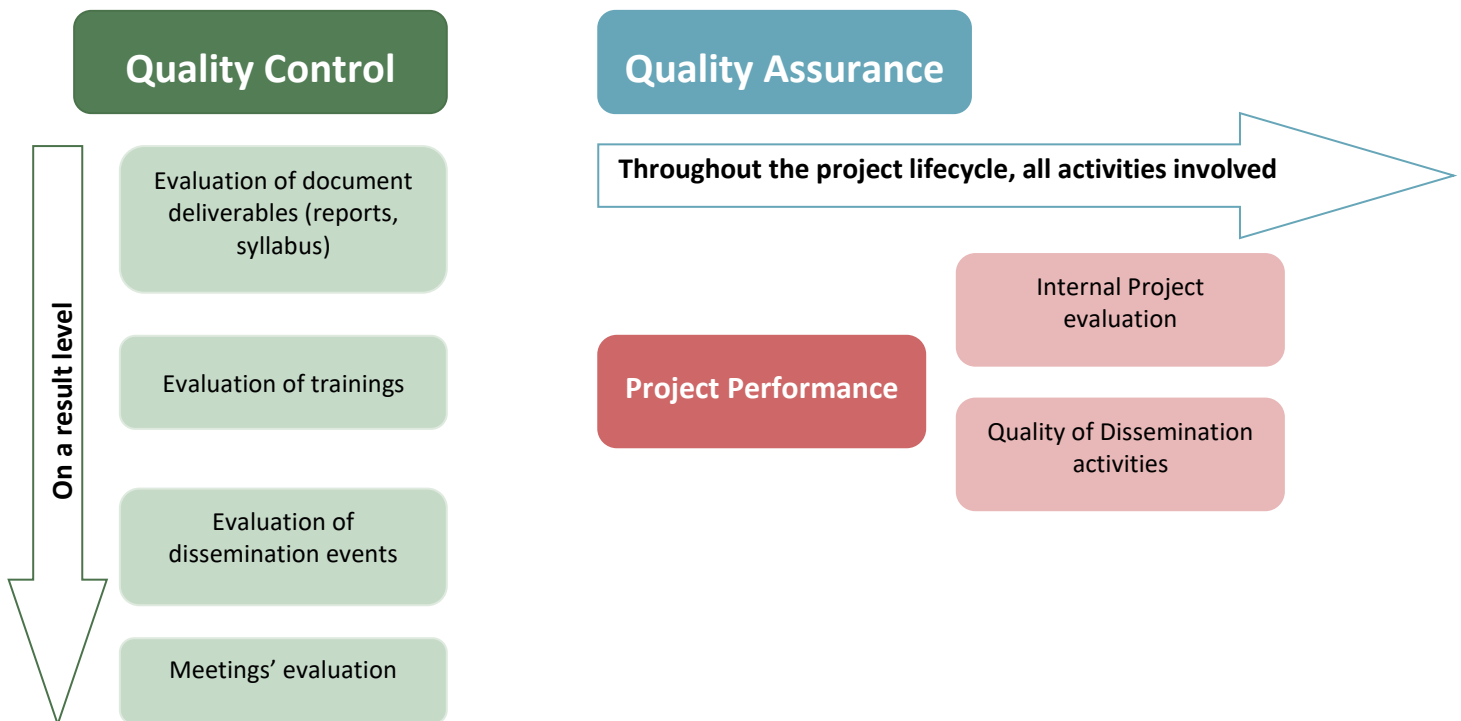 Quality Control
On a result level
Evaluation of document
deliverables (reports,
syllabus)
Evaluation of trainings
Evaluation of
dissemination events
Meetings’ evaluation
Quality Assurance
Throughout the project lifecycle, all activities involved
Project Performance
Internal Project
evaluation
Quality of Dissemination
activities